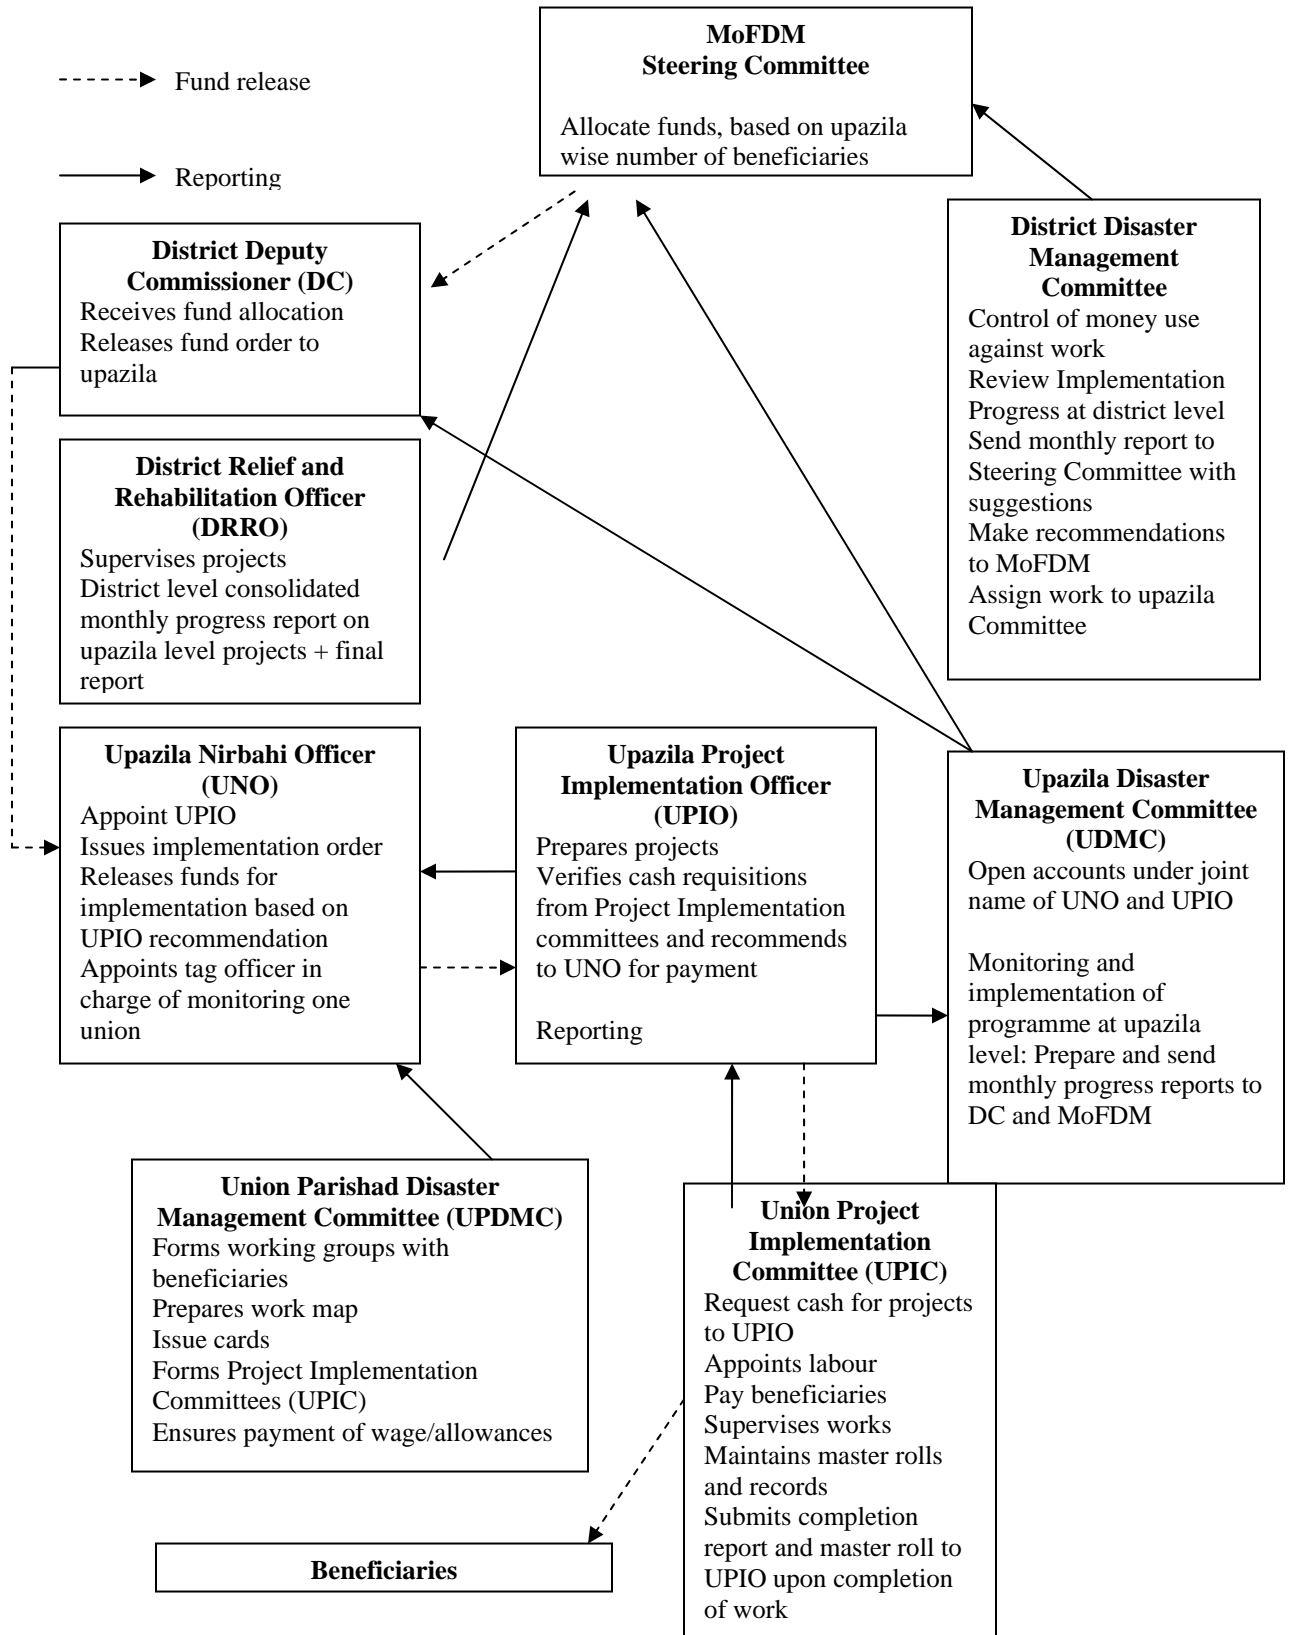 MoFDM
Steering Committee
Allocate funds, based on upazila
wise number of beneficiaries
Fund release
Reporting
District Deputy
Commissioner (DC)
Receives fund allocation
Releases fund order to
upazila
District Disaster
Management
Committee
Control of money use
against work
Review Implementation
Progress at district level
Send monthly report to
Steering Committee with
suggestions
Make recommendations
to MoFDM
Assign work to upazila
Committee
District Relief and
Rehabilitation Officer
(DRRO)
Supervises projects
District level consolidated
monthly progress report on
upazila level projects + final
report
Upazila Nirbahi Officer
(UNO)
Appoint UPIO
Issues implementation order
Releases funds for
implementation based on
UPIO recommendation
Appoints tag officer in
charge of monitoring one
union
Upazila Project
Implementation Officer
(UPIO)
Prepares projects
Verifies cash requisitions
from Project Implementation
committees and recommends
to UNO for payment
Reporting
Upazila Disaster
Management Committee
(UDMC)
Open accounts under joint
name of UNO and UPIO
Monitoring and
implementation of
programme at upazila
level: Prepare and send
monthly progress reports to
DC and MoFDM
Union Parishad Disaster
Management Committee (UPDMC)
Forms working groups with
beneficiaries
Prepares work map
Issue cards
Forms Project Implementation
Committees (UPIC)
Ensures payment of wage/allowances
Union Project
Implementation
Committee (UPIC)
Request cash for projects
to UPIO
Appoints labour
Pay beneficiaries
Supervises works
Maintains master rolls
and records
Submits completion
report and master roll to
UPIO upon completion
of work
Beneficiaries